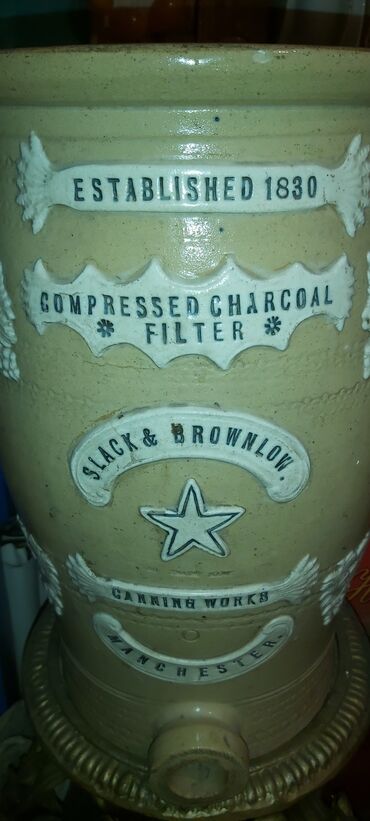 ESTABLISHED 1830
COMPRESSED CHARCOAL
* FILTER *
SLACK & BROWNLOW.
CANNING WORKS
MANCHESTER.